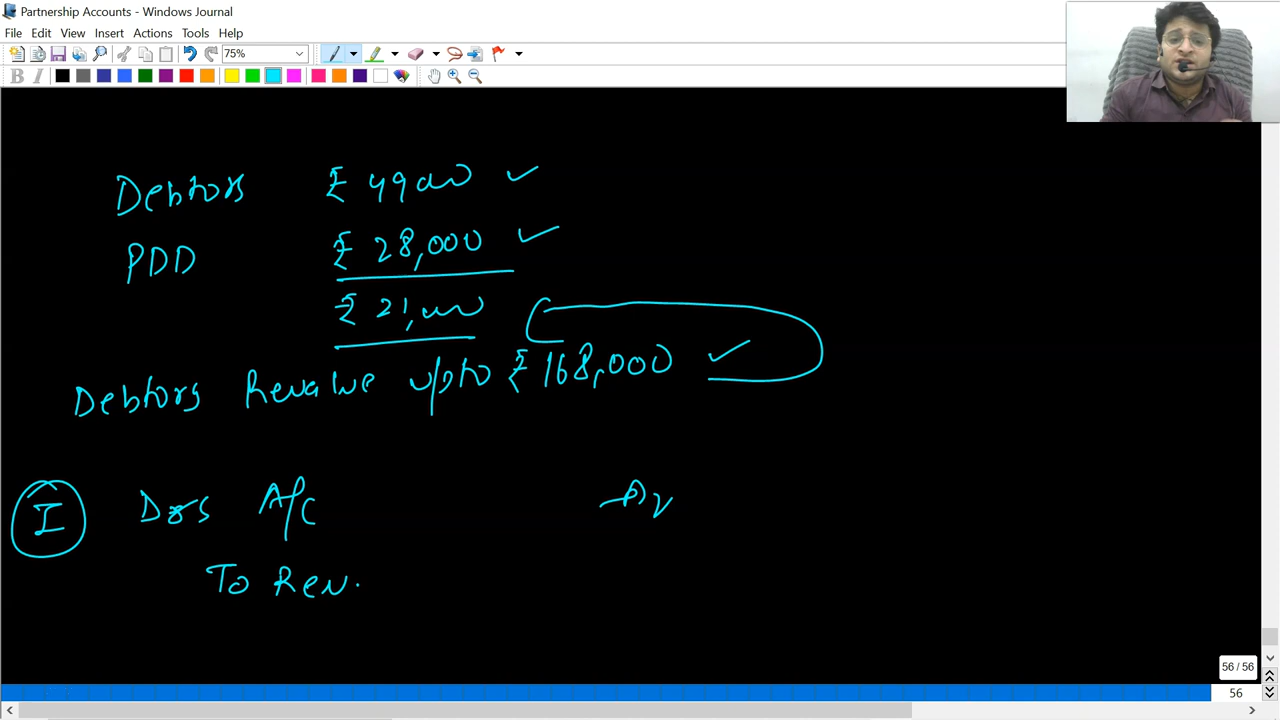 Partnership Accounts - Windows Journal
File Edit View Insert Actions Tools Help
75%
B I
Debtors ₹ 49000
PDD ₹ 28,000
₹ 21,000
Debtors Revalue upto ₹ 168,000
I Drs A/c Dr
To Rev.
56 / 56
56